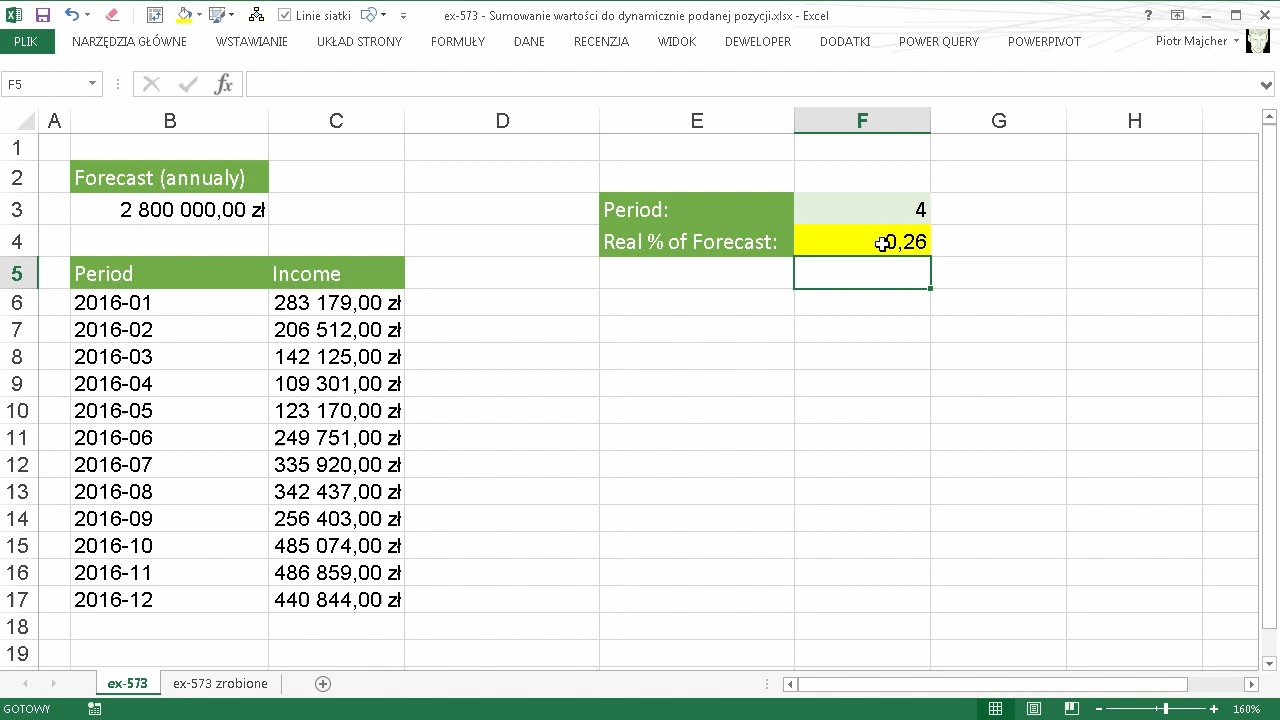 Linie siatki
ex-573 - Sumowanie wartości do dynamicznie podanej pozycji.xlsx - Excel
PLIK NARZĘDZIA GŁÓWNE WSTAWIANIE UKŁAD STRONY FORMUŁY DANE RECENZJA WIDOK DEVELOPER DODATKI POWER QUERY POWERPIVOT Piotr Majcher
F5 fx
A B C D E F G H
1
2 Forecast (annualy)
3 2 800 000,00 zł Period: 4
4 Real % of Forecast: 0,26
5 Period Income
6 2016-01 283 179,00 zł
7 2016-02 206 512,00 zł
8 2016-03 142 125,00 zł
9 2016-04 109 301,00 zł
10 2016-05 123 170,00 zł
11 2016-06 249 751,00 zł
12 2016-07 335 920,00 zł
13 2016-08 342 437,00 zł
14 2016-09 256 403,00 zł
15 2016-10 485 074,00 zł
16 2016-11 486 859,00 zł
17 2016-12 440 844,00 zł
18
19
ex-573 ex-573 zrobione
GOTOWY 160%